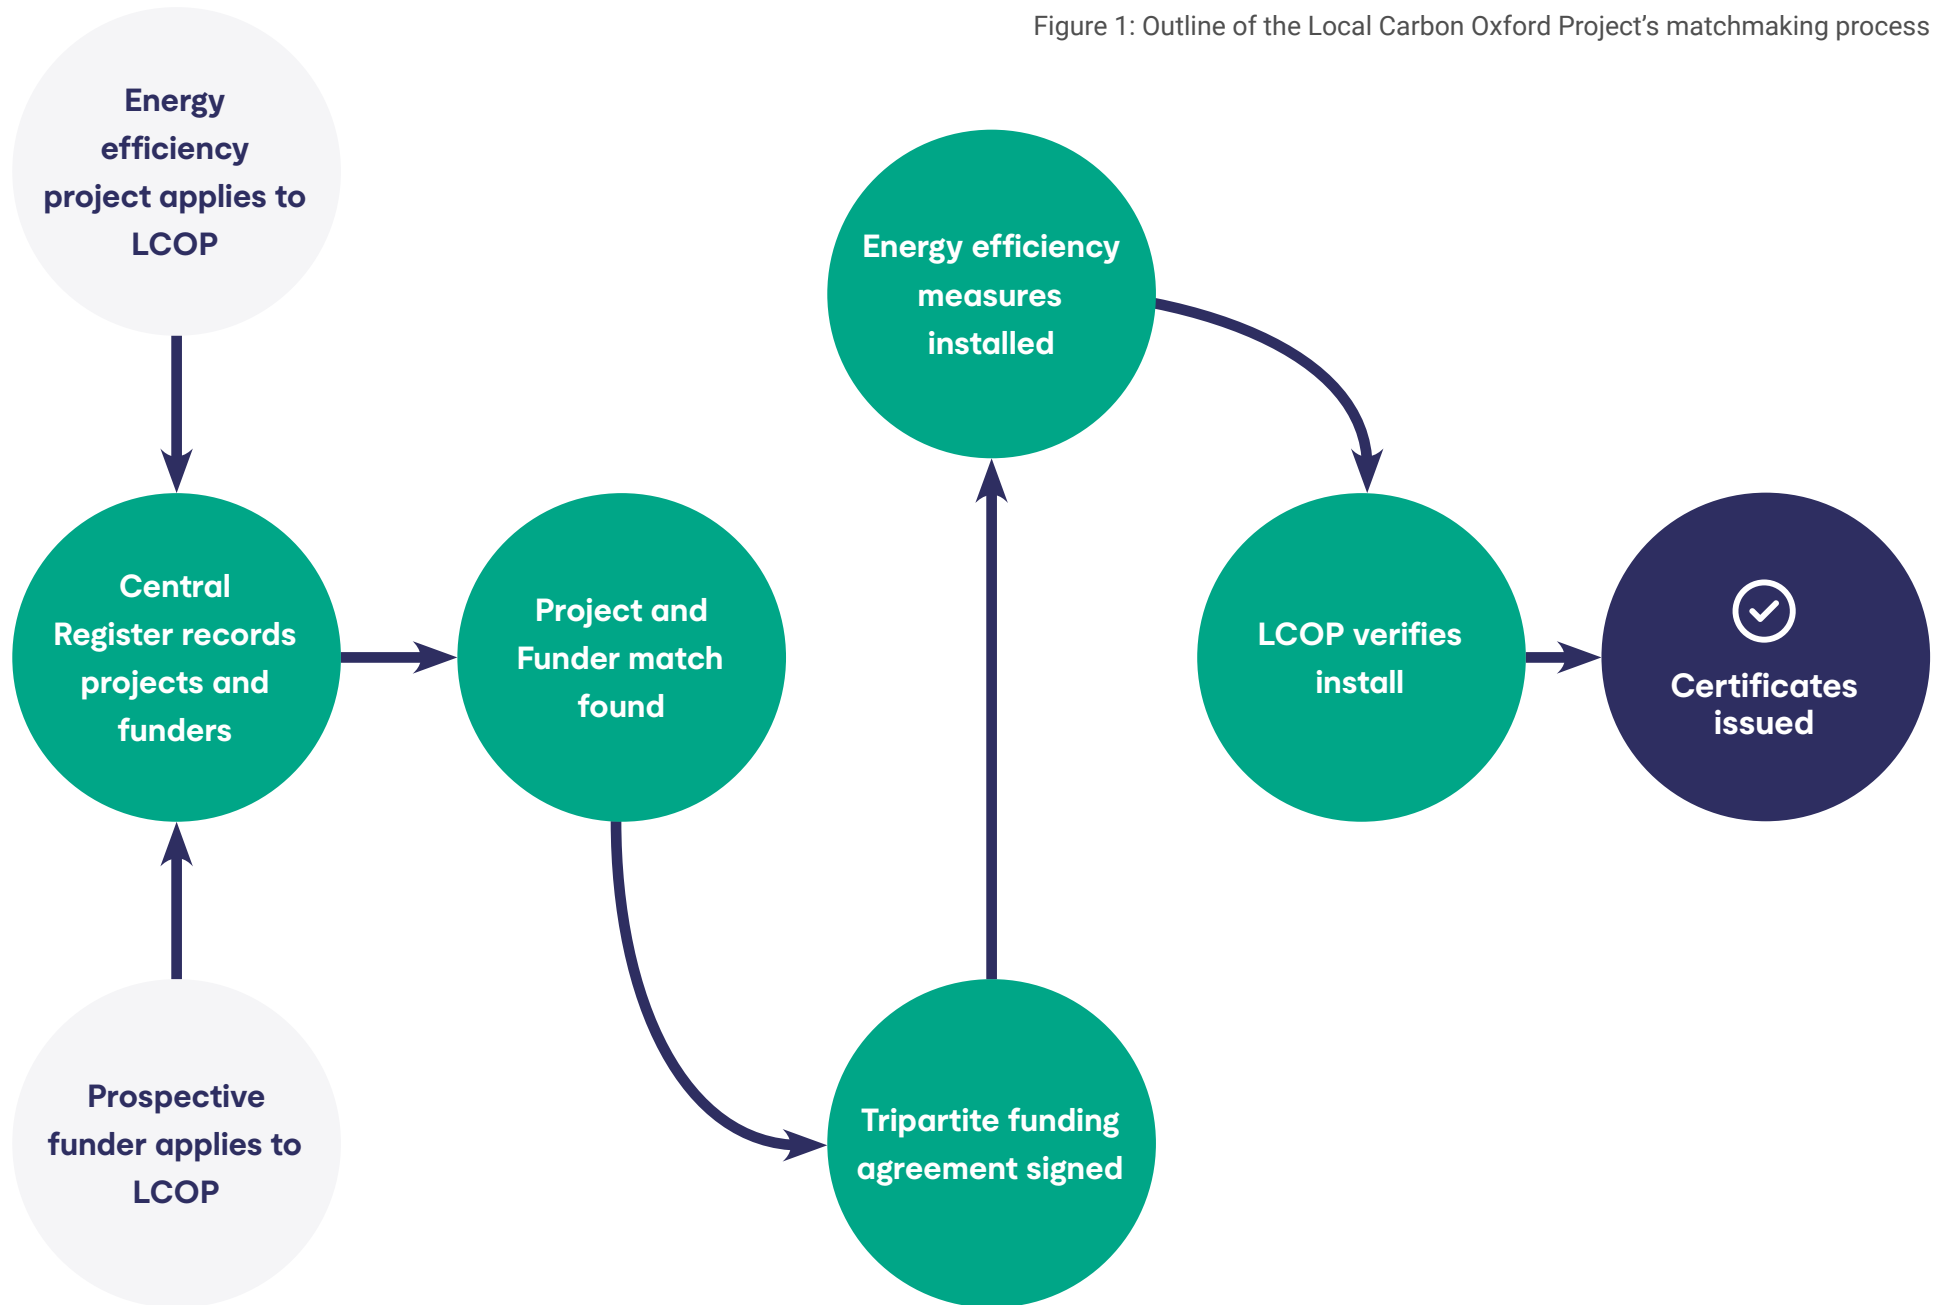 Figure 1: Outline of the Local Carbon Oxford Project’s matchmaking process
Energy
efficiency
project applies to
LCOP
Central
Register records
projects and
funders
Prospective
funder applies to
LCOP
Project and
Funder match
found
Tripartite funding
agreement signed
Energy efficiency
measures
installed
LCOP verifies
install
Certificates
issued